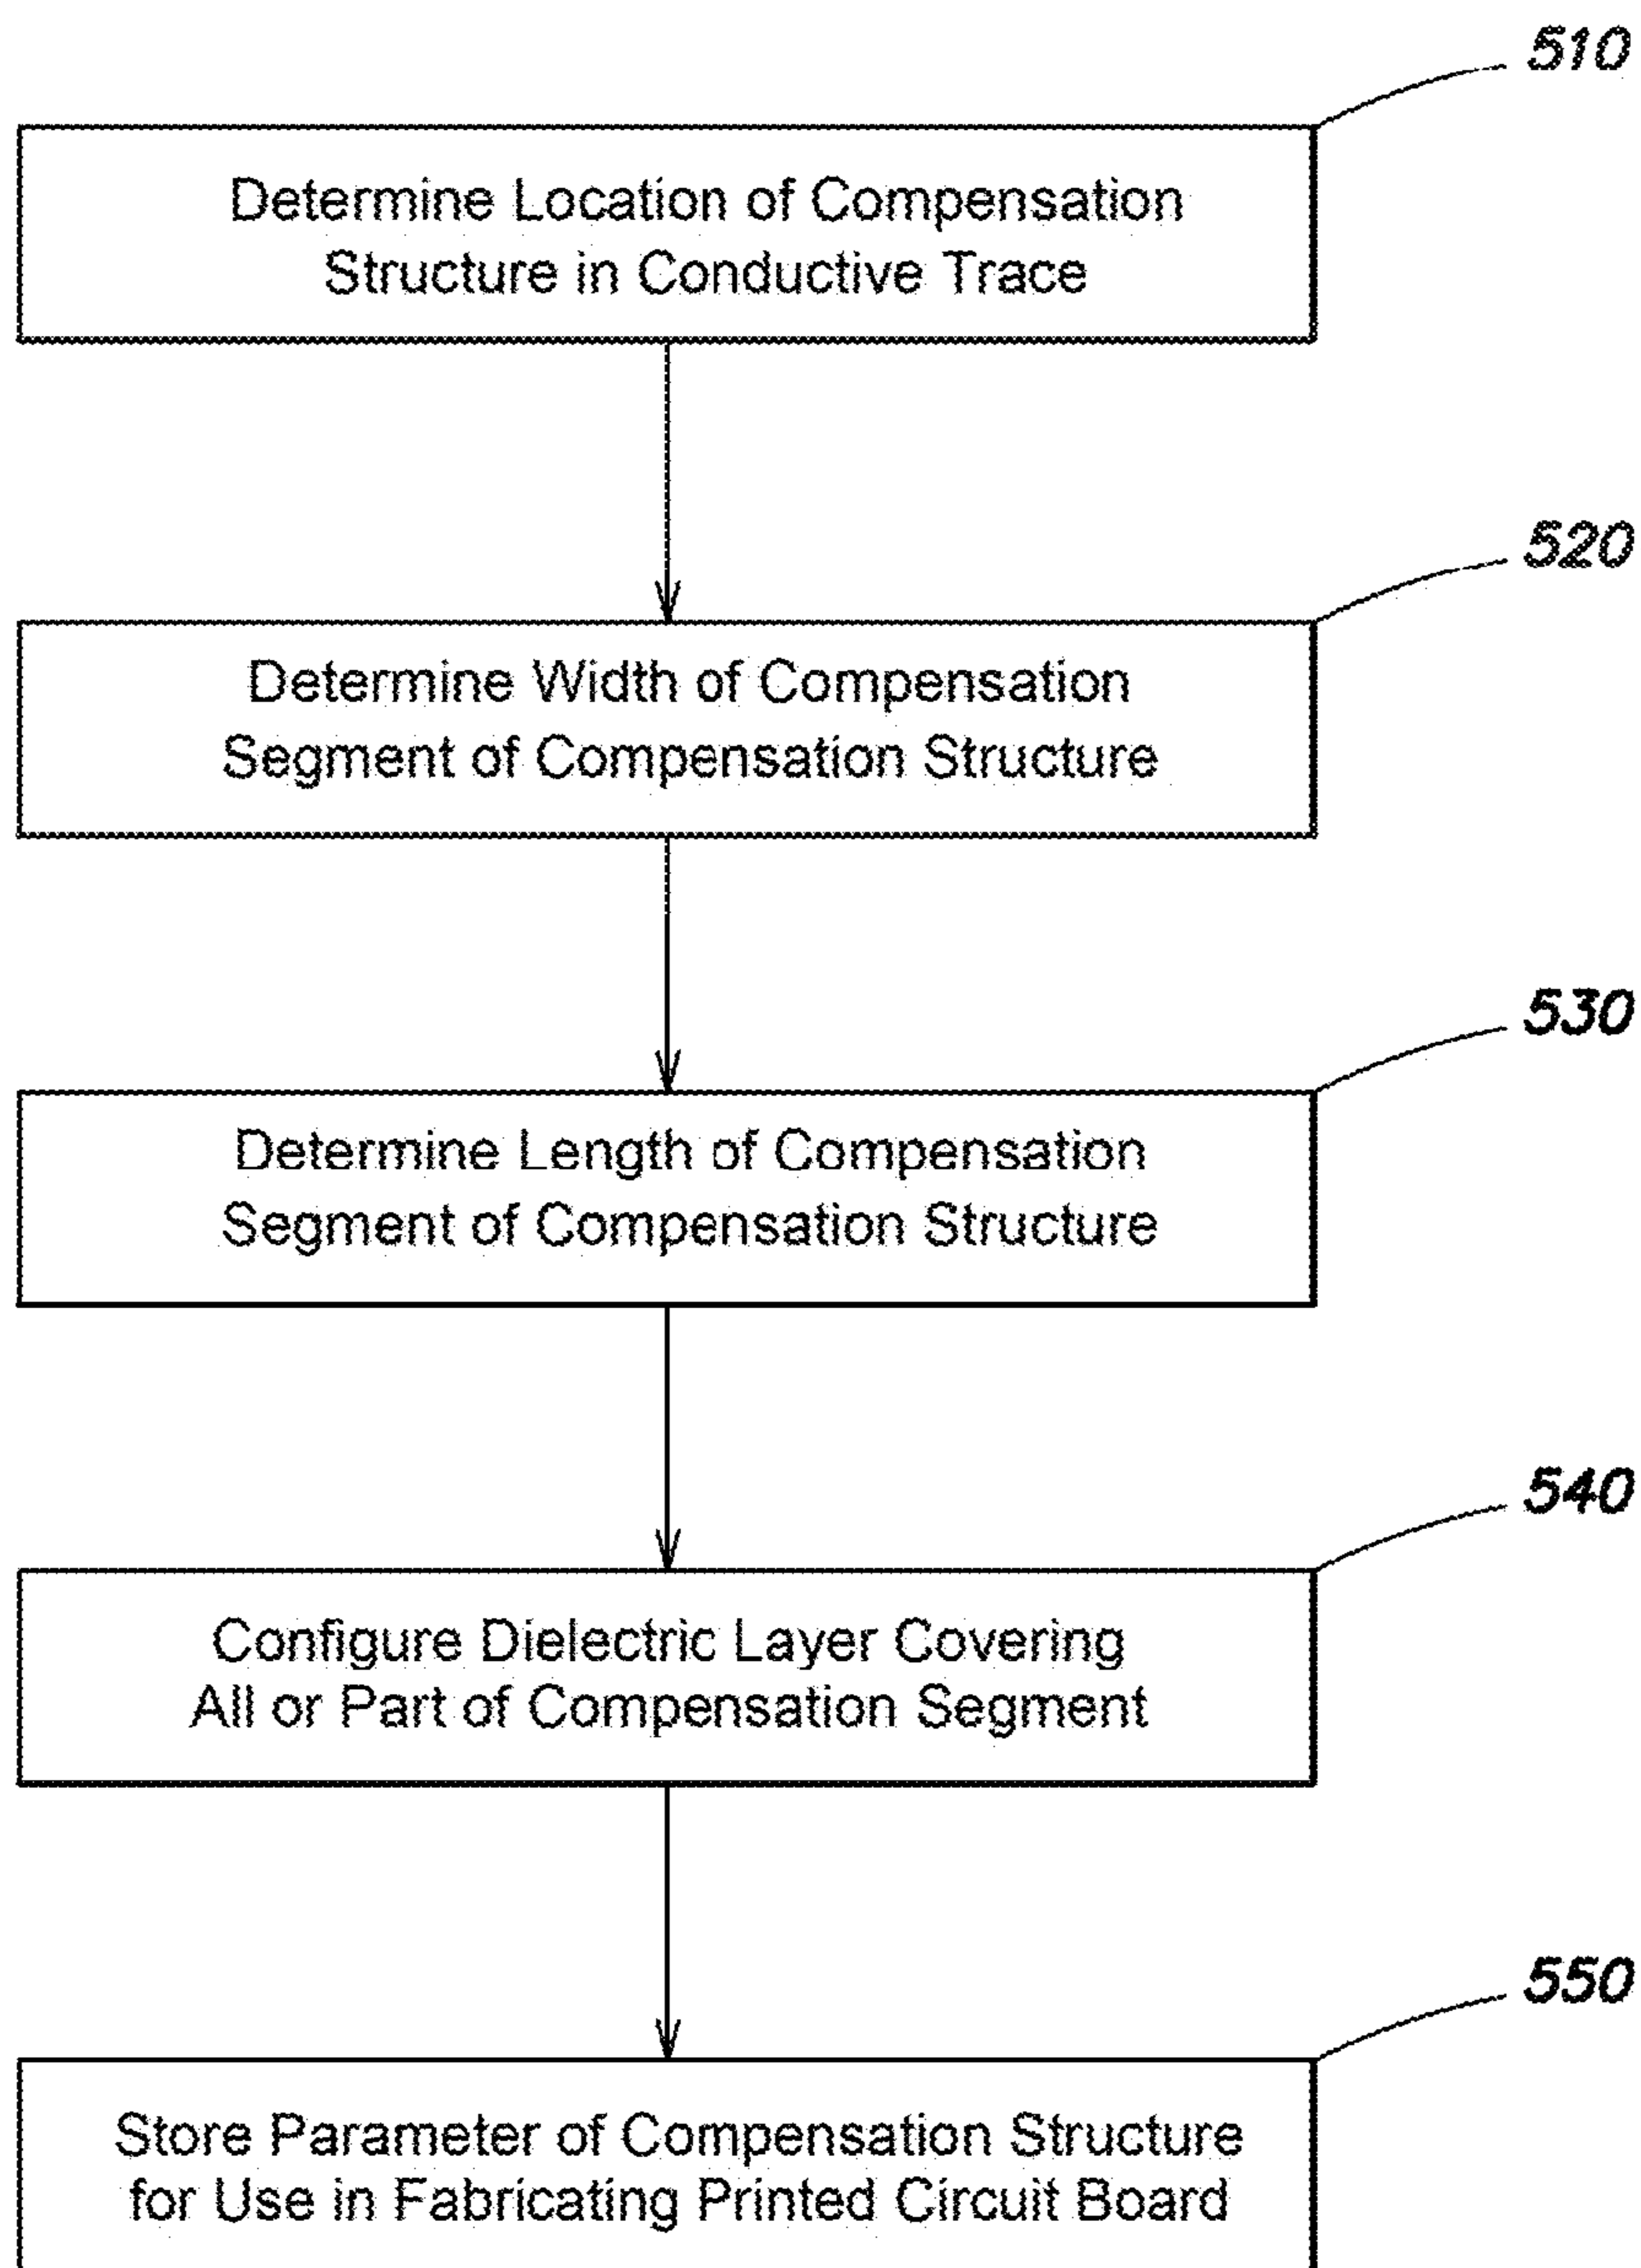 510
Determine Location of Compensation
Structure in Conductive Trace
520
Determine Width of Compensation
Segment of Compensation Structure
530
Determine Length of Compensation
Segment of Compensation Structure
540
Configure Dielectric Layer Covering
All or Part of Compensation Segment
550
Store Parameter of Compensation Structure
for Use in Fabricating Printed Circuit Board